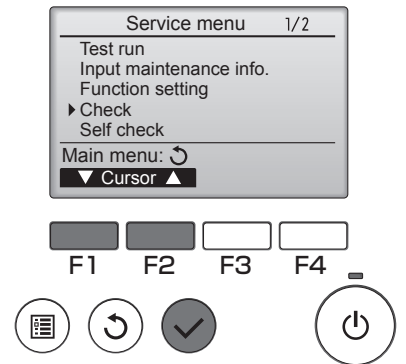 Service menu 1/2
Test run
Input maintenance info.
Function setting
Check
Self check
Main menu:
Cursor
F1 F2 F3 F4